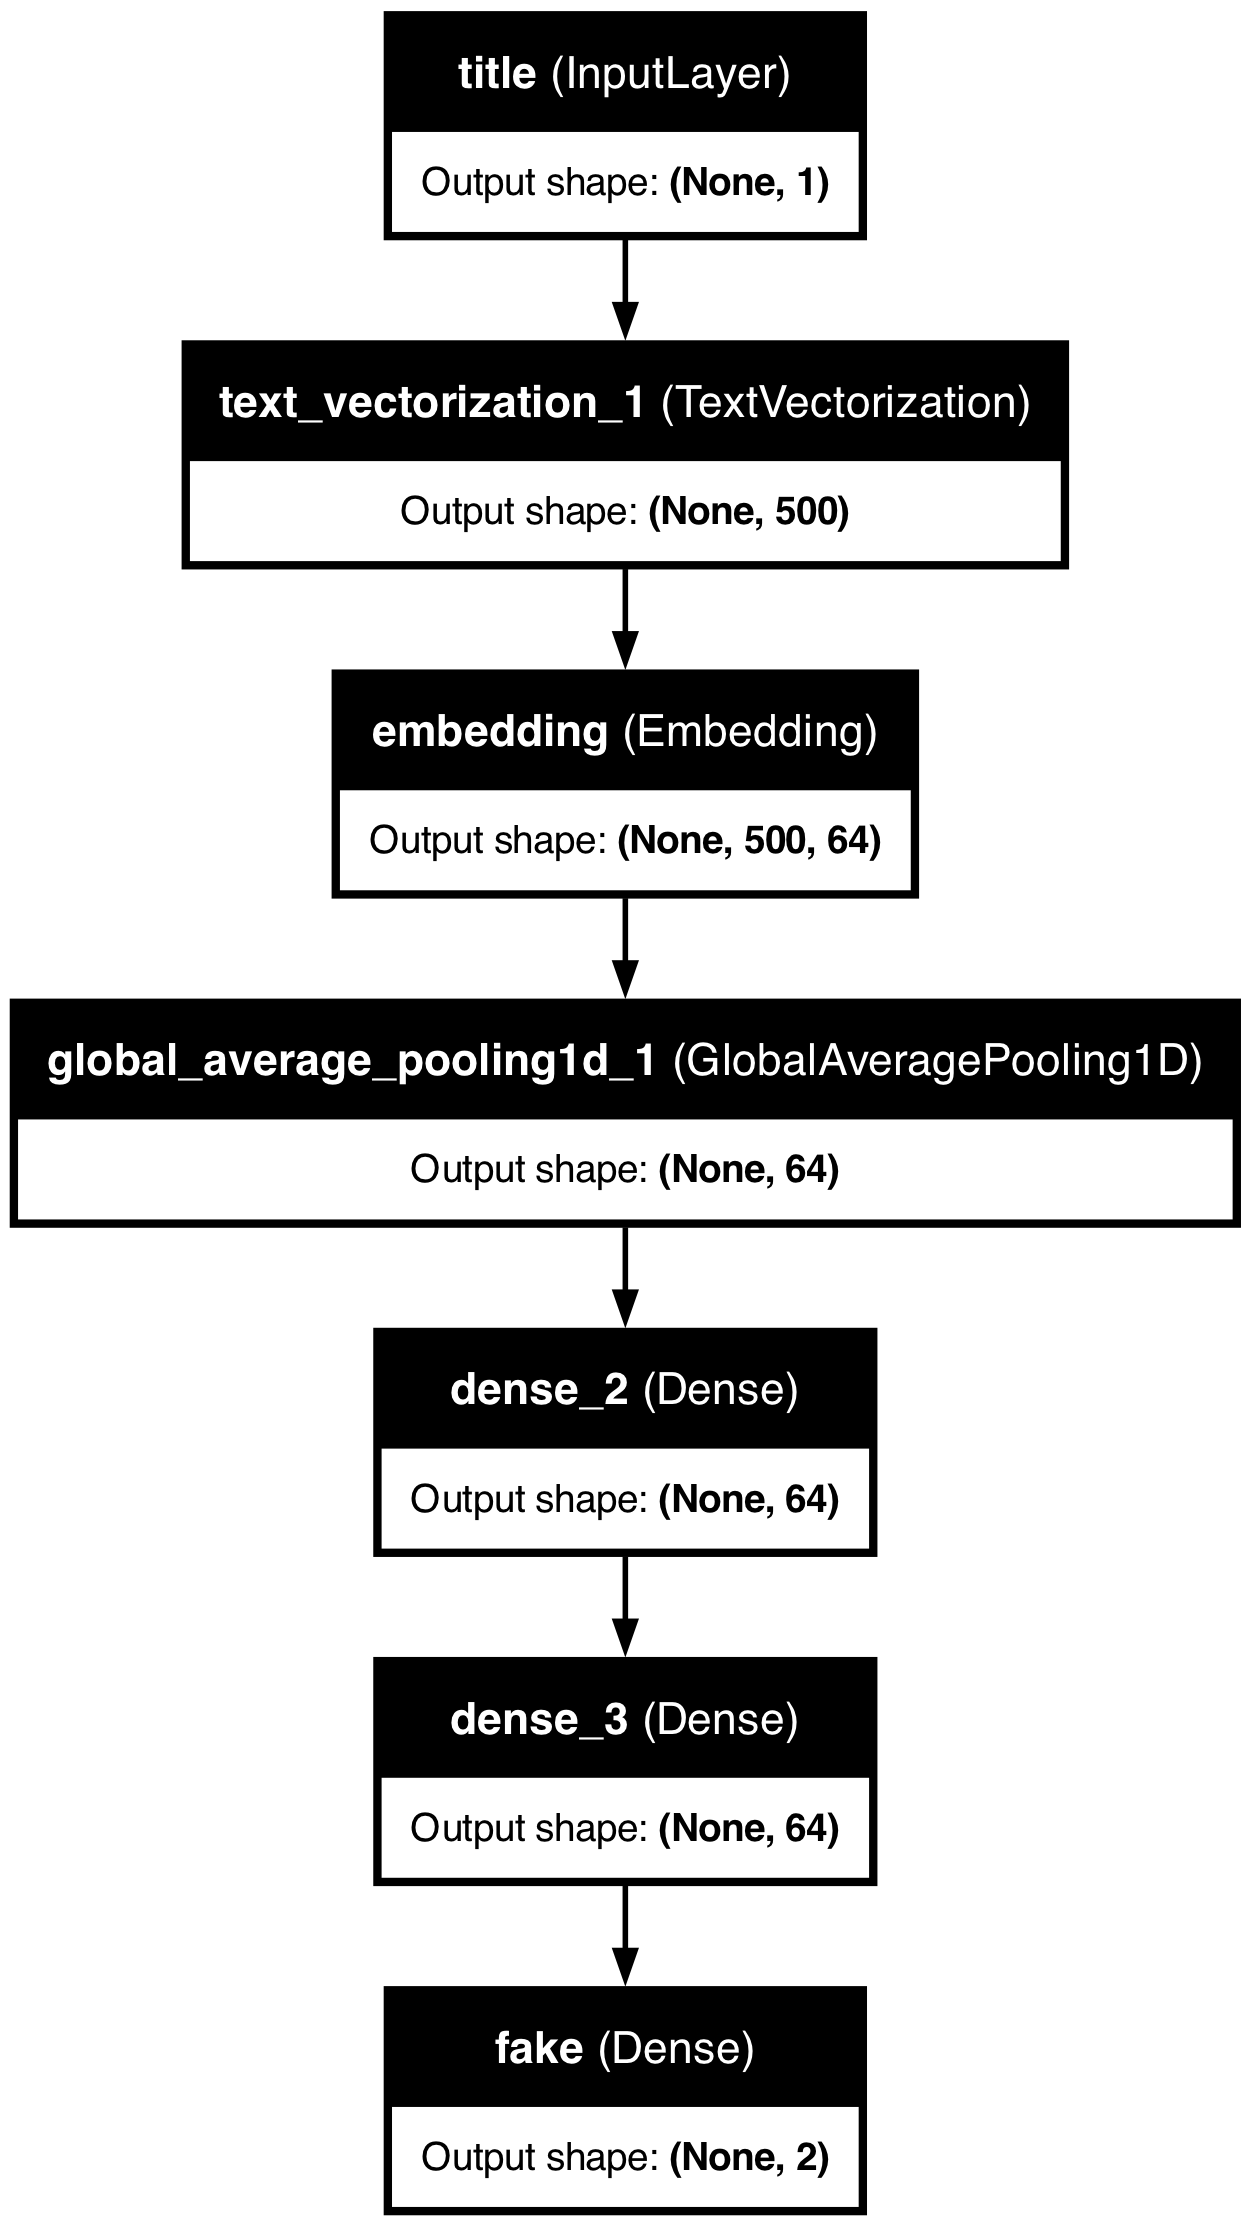 title (InputLayer)
Output shape: (None, 1)
text_vectorization_1 (TextVectorization)
Output shape: (None, 500)
embedding (Embedding)
Output shape: (None, 500, 64)
global_average_pooling1d_1 (GlobalAveragePooling1D)
Output shape: (None, 64)
dense_2 (Dense)
Output shape: (None, 64)
dense_3 (Dense)
Output shape: (None, 64)
fake (Dense)
Output shape: (None, 2)